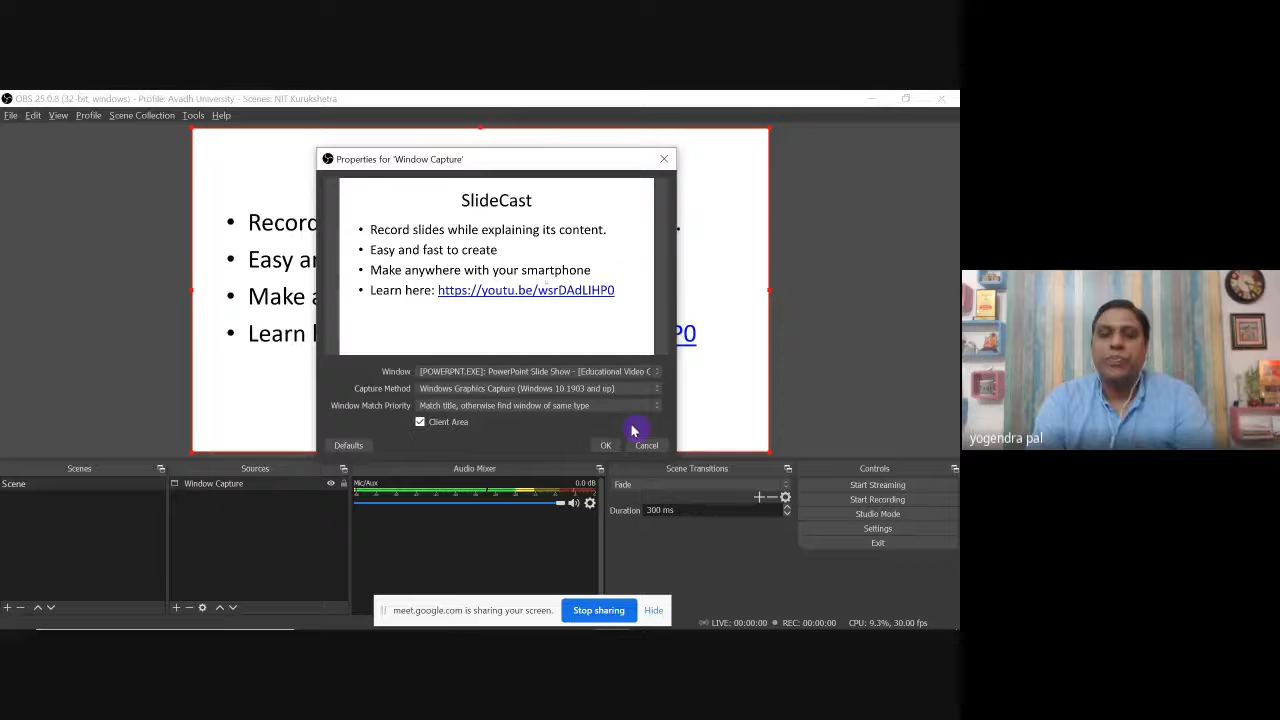 OBS 25.0.8 (32-bit, windows) - Profile: Avadh University - Scenes: NIT Kurukshetra
File Edit View Profile Scene Collection Tools Help
Properties for 'Window Capture'
SlideCast
• Record slides while explaining its content.
• Easy and fast to create
• Make anywhere with your smartphone
• Learn here: https://youtu.be/wsrDAdLIHP0
• Record
• Easy an
• Make a
• Learn h
P0
Window [POWERPNT.EXE]: PowerPoint Slide Show - [Educational Video C
Capture Method Windows Graphics Capture (Windows 10 1903 and up)
Window Match Priority Match title, otherwise find window of same type
Client Area
Defaults OK Cancel
yogendra pal
Scenes Sources Audio Mixer Scene Transitions Controls
Scene
Window Capture
Mic/Aux 0.0 dB
Fade
Duration 300 ms
Start Streaming
Start Recording
Studio Mode
Settings
Exit
meet.google.com is sharing your screen. Stop sharing Hide
LIVE: 00:00:00 REC: 00:00:00 CPU: 9.3%, 30.00 fps